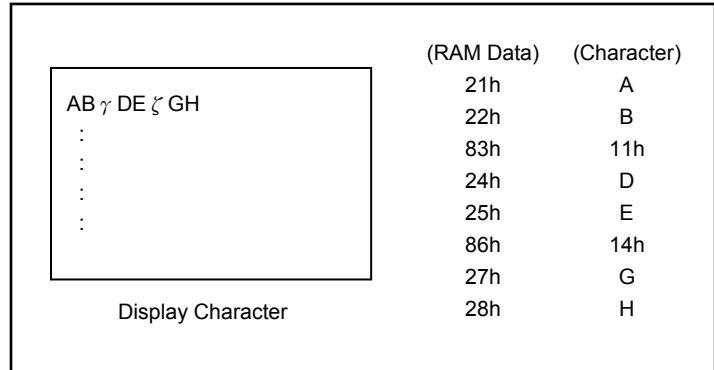 AB γ DE ζ GH
:
:
:
:
Display Character
(RAM Data) (Character)
21h A
22h B
83h 11h
24h D
25h E
86h 14h
27h G
28h H